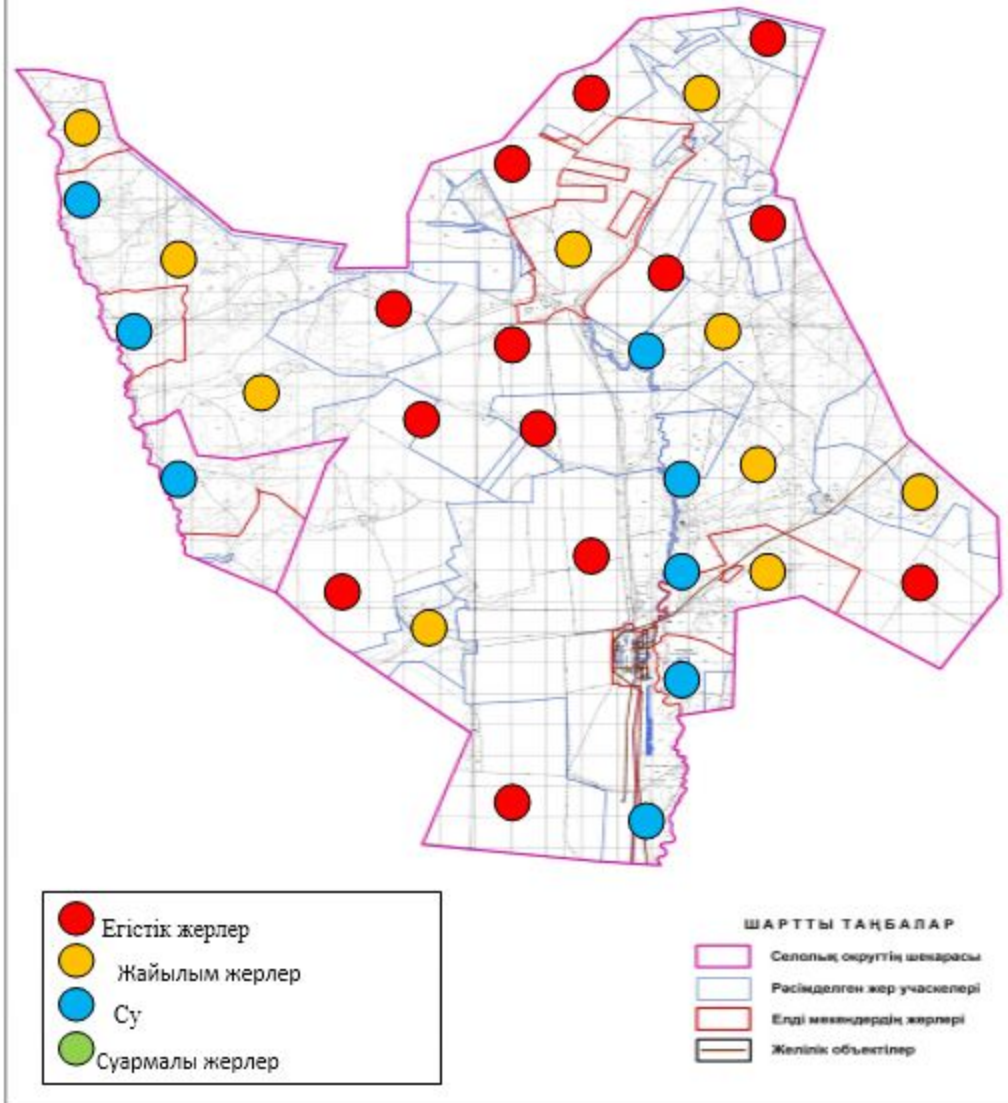 Егістік жерлер
Жайылым жерлер
Су
Суармалы жерлер
ШАРТТЫ ТАҢБАЛАР
Селолық округтің шекарасы
Рәсімделген жер учаскелері
Елді мекендердің жерлері
Желілік объектілер